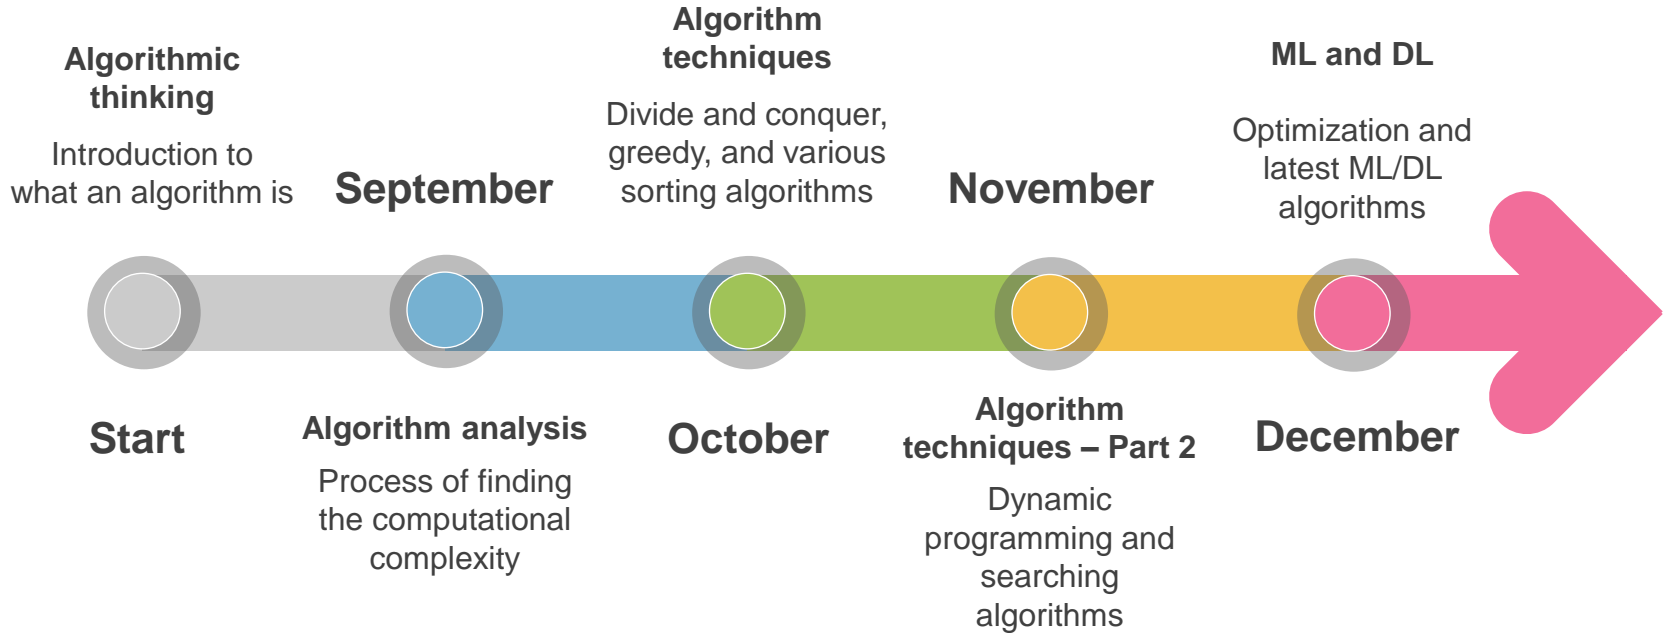 Algorithmic
thinking
Introduction to
what an algorithm is
Start
September
Algorithm analysis
Process of finding
the computational
complexity
Algorithm
techniques
Divide and conquer,
greedy, and various
sorting algorithms
October
November
Algorithm
techniques – Part 2
Dynamic
programming and
searching
algorithms
ML and DL
Optimization and
latest ML/DL
algorithms
December